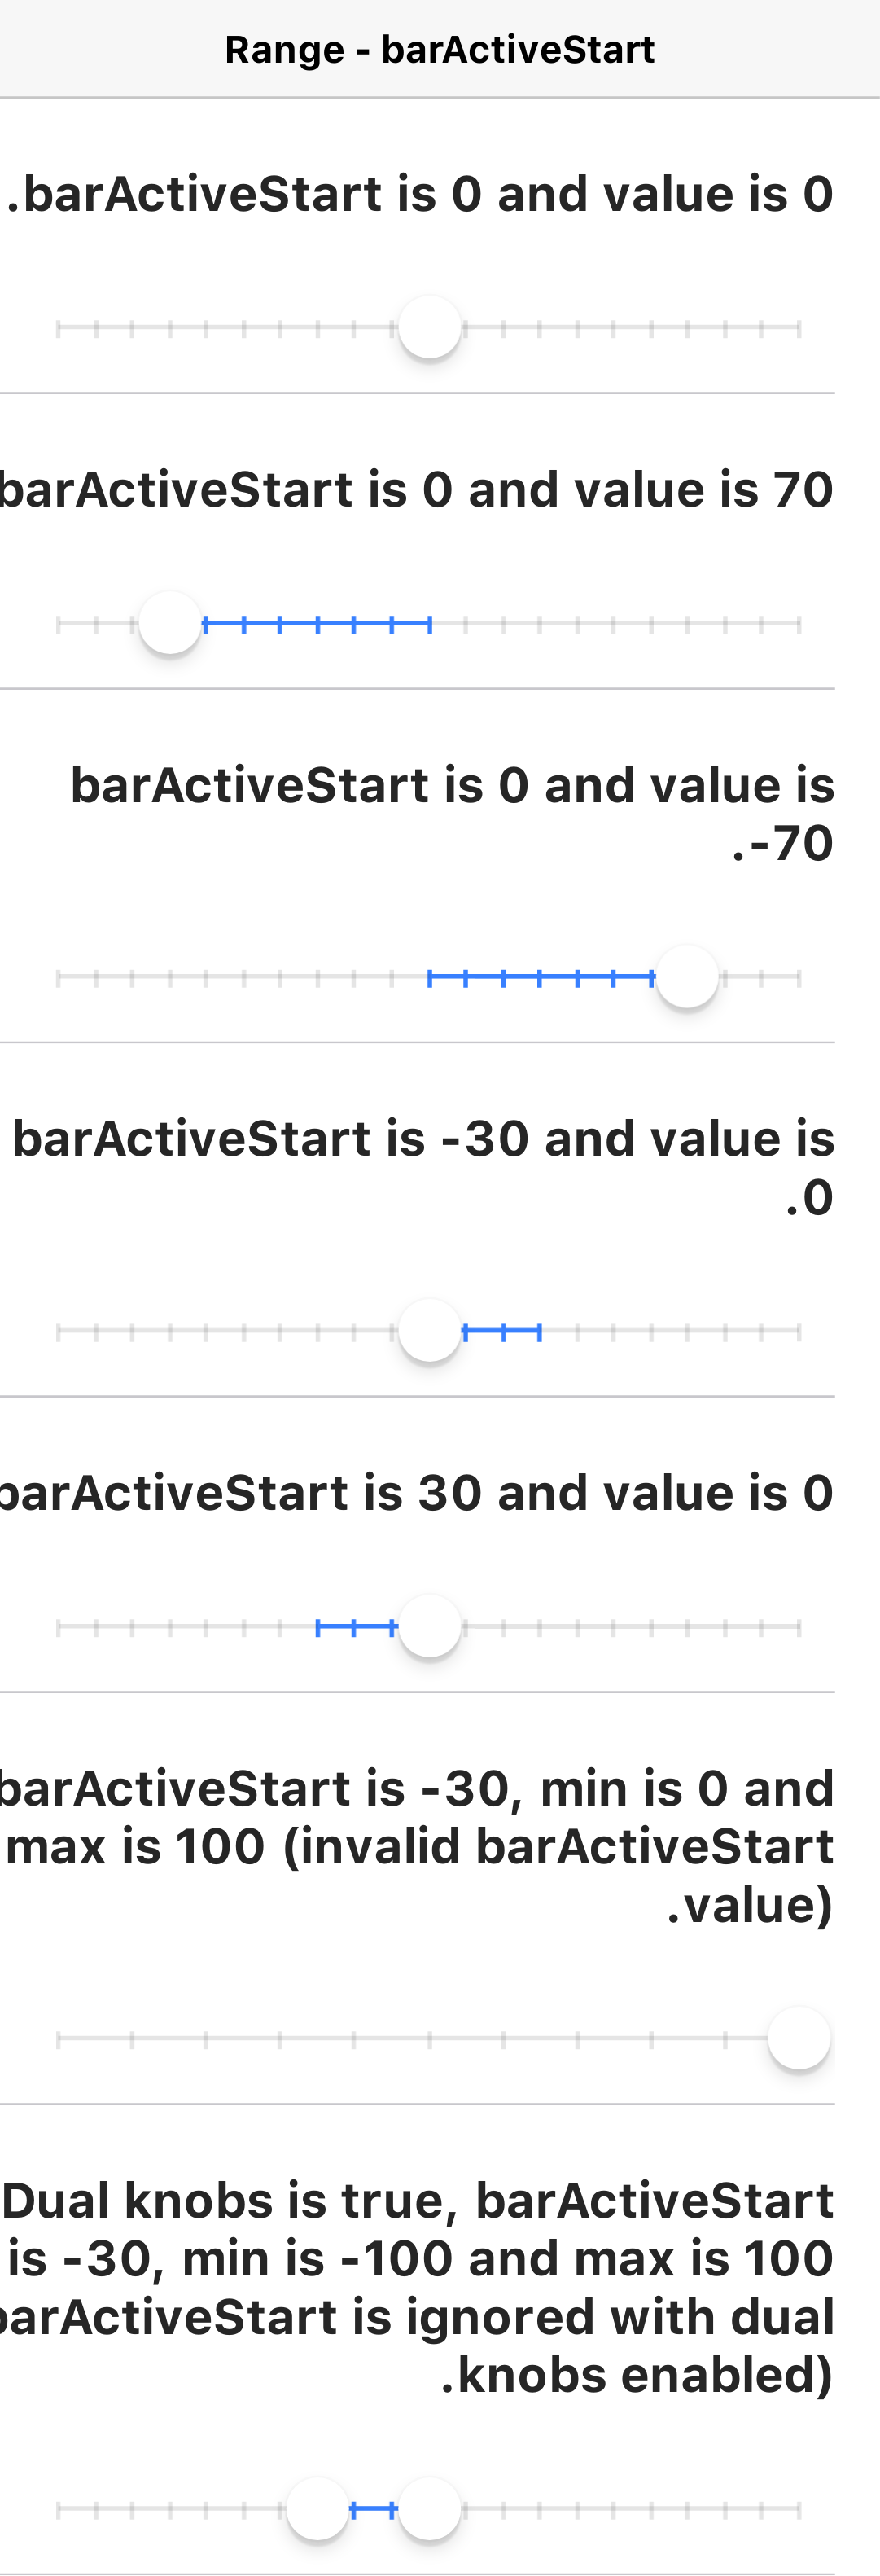 Range - barActiveStart
.barActiveStart is 0 and value is 0
barActiveStart is 0 and value is 70
barActiveStart is 0 and value is
.-70
barActiveStart is -30 and value is
.0
barActiveStart is 30 and value is 0
barActiveStart is -30, min is 0 and
max is 100 (invalid barActiveStart
.value)
Dual knobs is true, barActiveStart
is -30, min is -100 and max is 100
barActiveStart is ignored with dual
.knobs enabled)